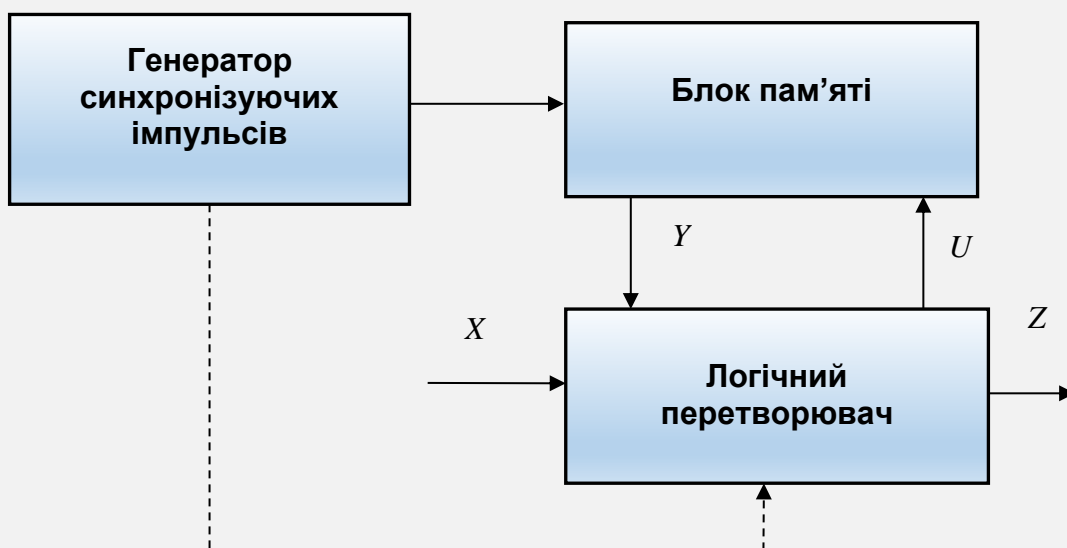 Генератор
синхронізуючих
імпульсів
Блок пам’яті
Y
U
X
Z
Логічний
перетворювач